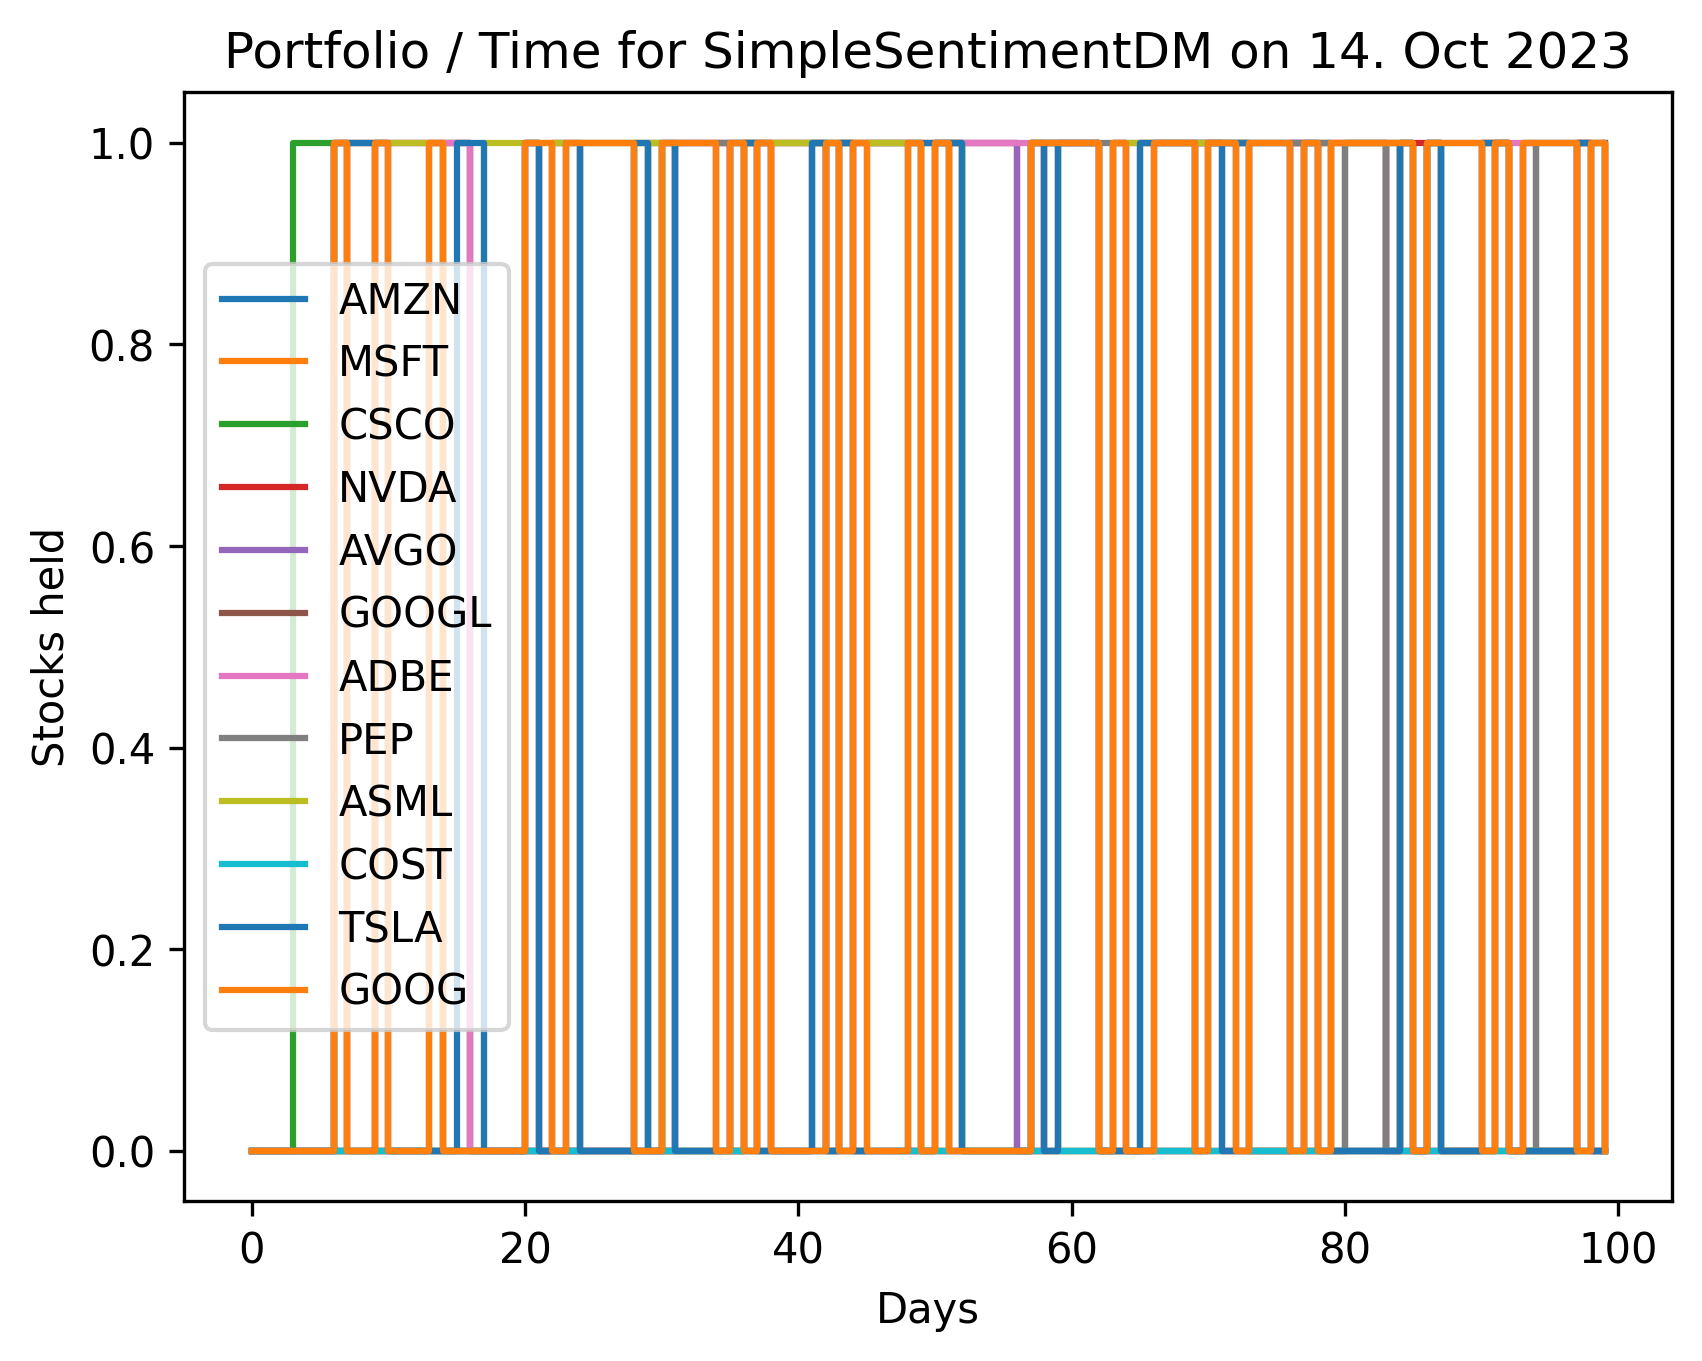 Portfolio / Time for SimpleSentimentDM on 14. Oct 2023
1.0
0.8
0.6
0.4
0.2
0.0
Stocks held
AMZN
MSFT
CSCO
NVDA
AVGO
GOOGL
ADBE
PEP
ASML
COST
TSLA
GOOG
0
20
40
60
80
100
Days